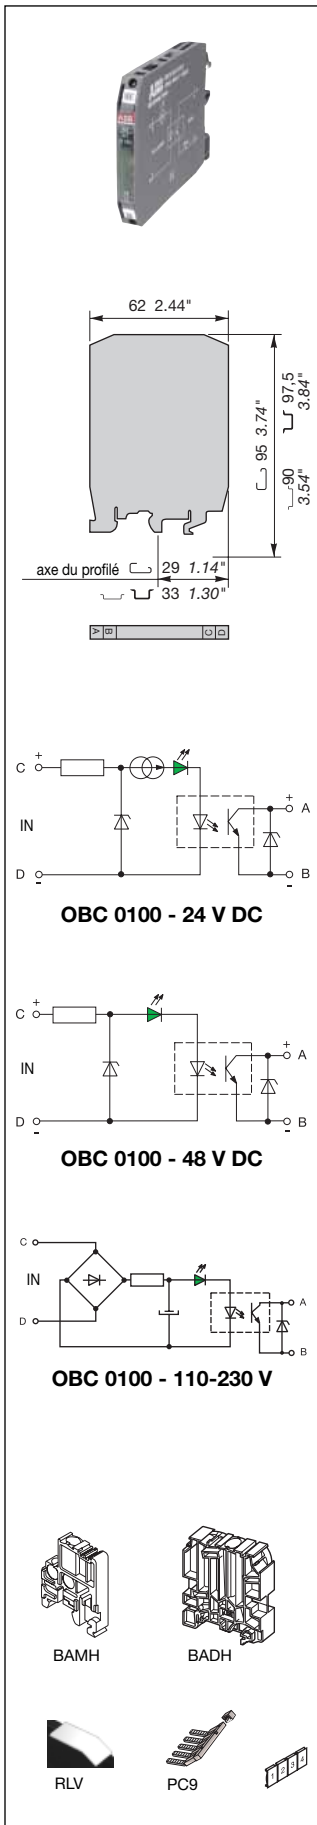 ABB
62 2.44"
95 3.74"
97,5 3.84"
90 3.54"
axe du profilé
29 1.14"
33 1.30"
A B C D
C +
IN
D -
+ A
B -
OBC 0100 - 24 V DC
C +
IN
D -
+ A
B -
OBC 0100 - 48 V DC
C
IN
D
A
B
OBC 0100 - 110-230 V
BAMH BADH
1 2 3 4
RLV PC9